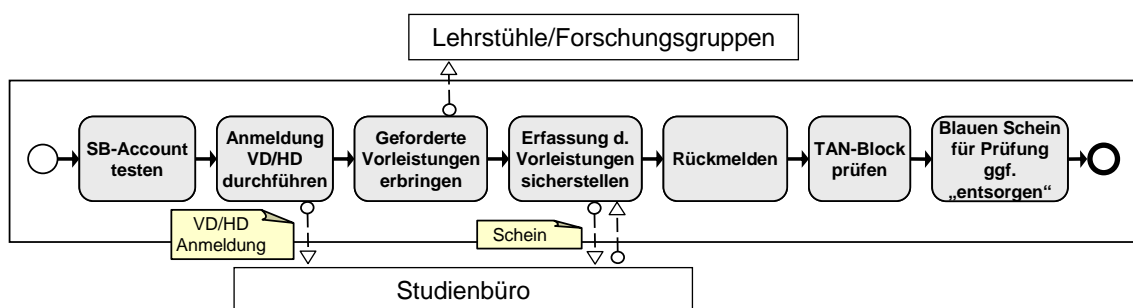 Lehrstühle/Forschungsgruppen
SB-Account
testen
Anmeldung
VD/HD
durchführen
Geforderte
Vorleistungen
erbringen
Erfassung d.
Vorleistungen
sicherstellen
Rückmelden
TAN-Block
prüfen
Blauen Schein
für Prüfung
ggf.
„entsorgen“
VD/HD
Anmeldung
Schein
Studienbüro